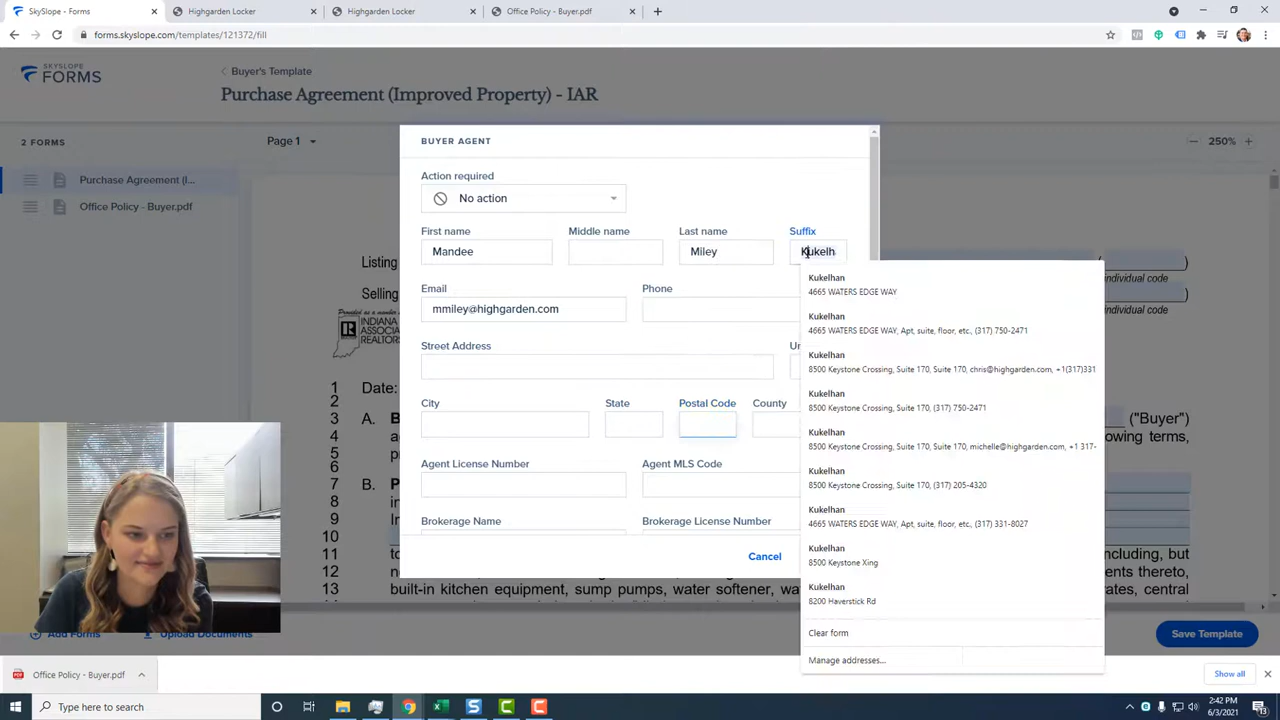 SkySlope - Forms
Highgarden Locker
Highgarden Locker
Office Policy - Buyer.pdf
forms.skyslope.com/templates/121372/fill
SKYSLOPE
FORMS
Buyer's Template
Purchase Agreement (Improved Property) - IAR
2 FORMS
Page 1
250%
Purchase Agreement (I...
Office Policy - Buyer.pdf
BUYER AGENT
Action required
No action
First name
Middle name
Last name
Suffix
Mandee
Miley
Kukelh
Email
Phone
mmiley@highgarden.com
Street Address
City
State
Postal Code
County
Agent License Number
Agent MLS Code
Brokerage Name
Brokerage License Number
Cancel
Kukelhan
4665 WATERS EDGE WAY
Kukelhan
4665 WATERS EDGE WAY, Apt, suite, floor, etc., (317) 750-2471
Kukelhan
8500 Keystone Crossing, Suite 170, Suite 170, chris@highgarden.com, +1(317)331
Kukelhan
8500 Keystone Crossing, Suite 170, (317) 750-2471
Kukelhan
8500 Keystone Crossing, Suite 170, Suite 170, michelle@highgarden.com, +1 317-
Kukelhan
8500 Keystone Crossing, Suite 170, (317) 205-4320
Kukelhan
4665 WATERS EDGE WAY, Apt, suite, floor, etc., (317) 331-8027
Kukelhan
8500 Keystone Xing
Kukelhan
8200 Haverstick Rd
Clear form
Manage addresses...
Listing
individual code
Selling
individual code
Provided as a
INDIANA
ASSOCIA
REALTORS
1 Date:
2
3 A. ("Buyer")
4 owing terms,
5
6
7 B.
8
9
10
11 including, but
12 thereto,
13 built-in kitchen equipment, sump pumps, water softener, central
Add Forms
Upload Documents
Save Template
Office Policy - Buyer.pdf
Show all
Type here to search
2:42 PM
6/3/2021